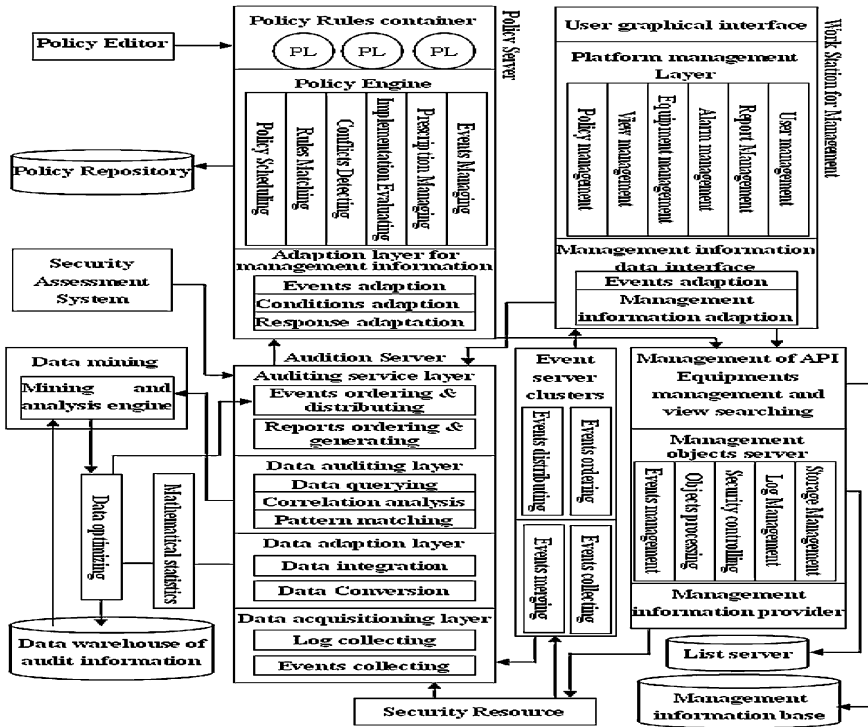 Policy Editor
Policy Repository
Security
Assessment
System
Policy Rules container
PL
PL
PL
Policy Engine
Policy Scheduling
Rules Matching
Conflicts Detecting
Implementation Evaluating
Prescription Managing
Events Managing
Adaption layer for
management information
Events adaption
Conditions adaption
Response adaptation
Policy Server
User graphical interface
Platform management
Layer
Policy management
View management
Equipment management
Alarm management
Report Management
User management
Management information
data interface
Events adaption
Management
information adaption
Work Station for Management
Data mining
Mining and
analysis engine
Data optimizing
Mathematical statistics
Data warehouse of
audit information
Audition Server
Auditing service layer
Events ordering &
distributing
Reports ordering &
generating
Data auditing layer
Data querying
Correlation analysis
Pattern matching
Data adaption layer
Data integration
Data Conversion
Data acquisitioning layer
Log collecting
Events collecting
Event
server
clusters
Events distributing
Events ordering
Events merging
Events collecting
Security Resource
Management of API
Equipments
management and
view searching
Management
objects server
Events management
Objects processing
Security controlling
Log Management
Storage Management
Management
information provider
List server
Management
information base